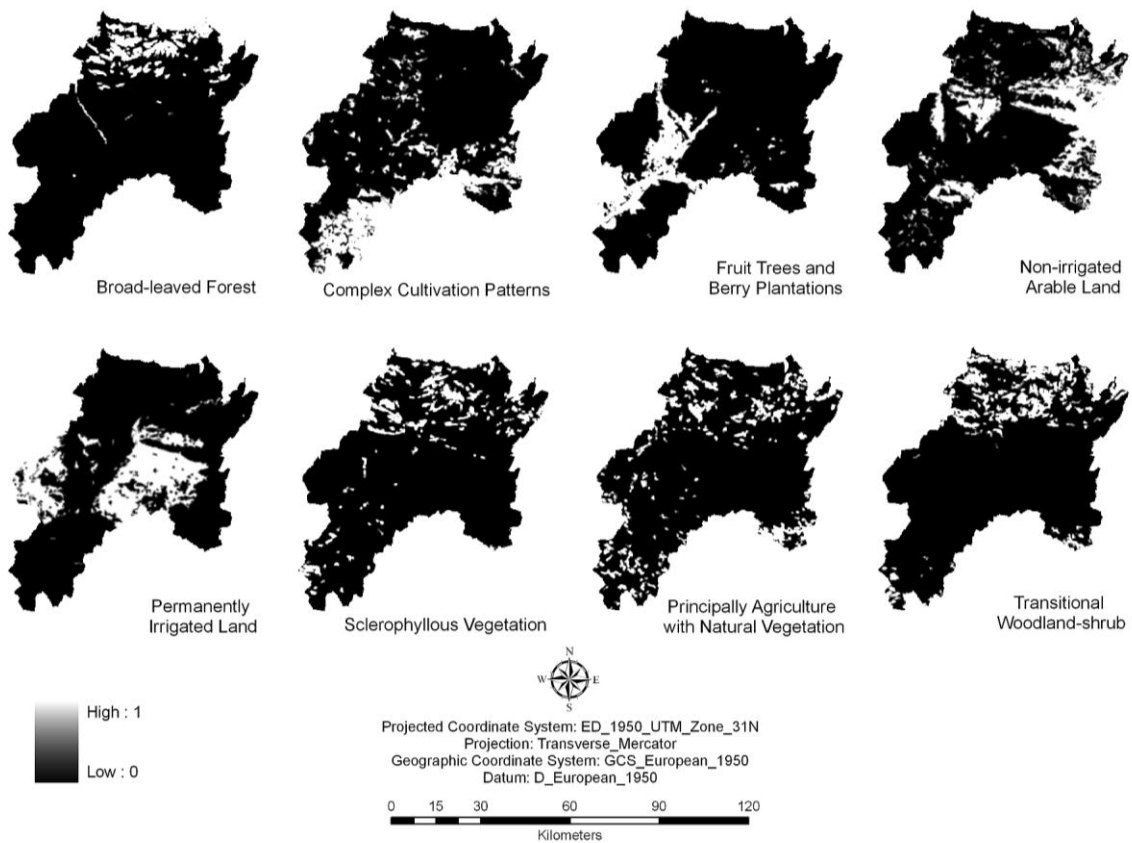 Broad-leaved Forest
Complex Cultivation Patterns
Fruit Trees and
Berry Plantations
Non-irrigated
Arable Land
Permanently
Irrigated Land
Sclerophyllous Vegetation
Principally Agriculture
with Natural Vegetation
Transitional
Woodland-shrub
High : 1
Low : 0
N
W E
S
Projected Coordinate System: ED_1950_UTM_Zone_31N
Projection: Transverse_Mercator
Geographic Coordinate System: GCS_European_1950
Datum: D_European_1950
0 15 30 60 90 120
Kilometers